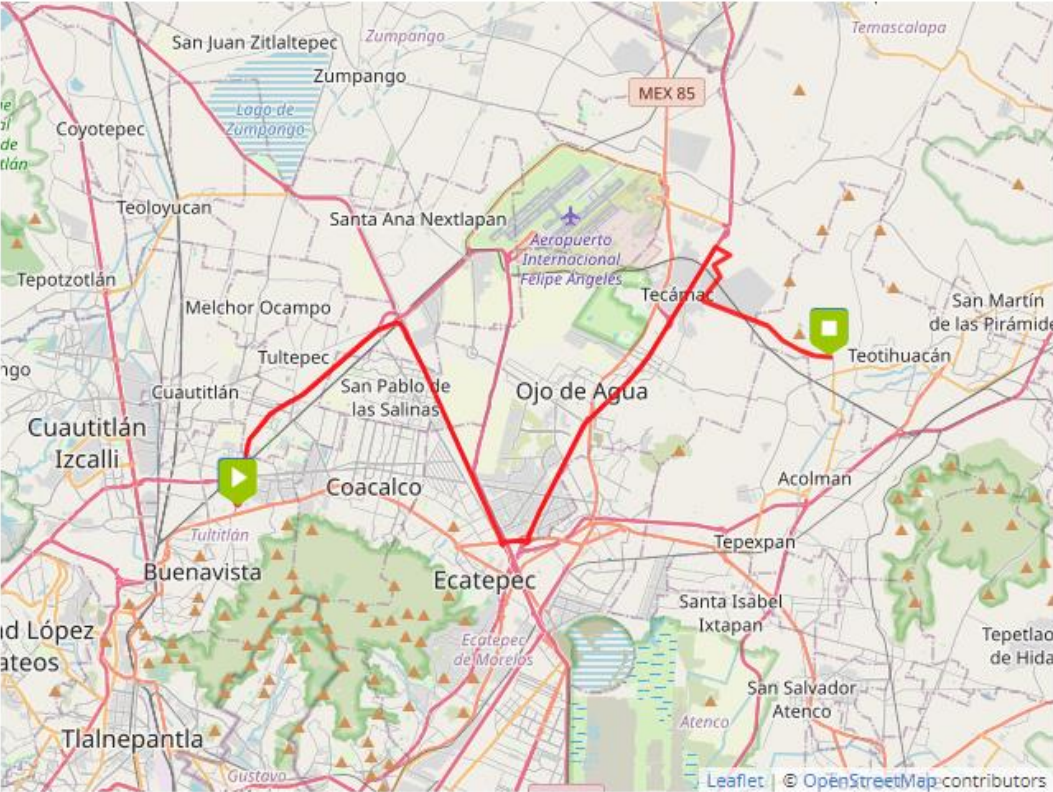 San Juan Zitlaltepec
Zumpango
Temascalapa
Zumpango
MEX 85
Lago de
Zumpango
Coyotepec
de
tlán
Teoloyucan
Santa Ana Nextlapan
Aeropuerto
Internacional
Felipe Ángeles
Tepotzotlán
Tecámac
Melchor Ocampo
San Martín
de las Pirámide
Tultepec
Teotihuacán
ngo
Cuautitlán
San Pablo de
las Salinas
Ojo de Agua
Cuautitlán
Izcalli
Coacalco
Acolman
Tultitlán
Tepexpan
Buenavista
Ecatepec
Santa Isabel
Ixtapan
ad López
ateos
Ecatepec
de Morelos
Tepetlao
de Hida
San Salvador
Atenco
Atenco
Tlalnepantla
Gustavo
Leaflet | © OpenStreetMap contributors